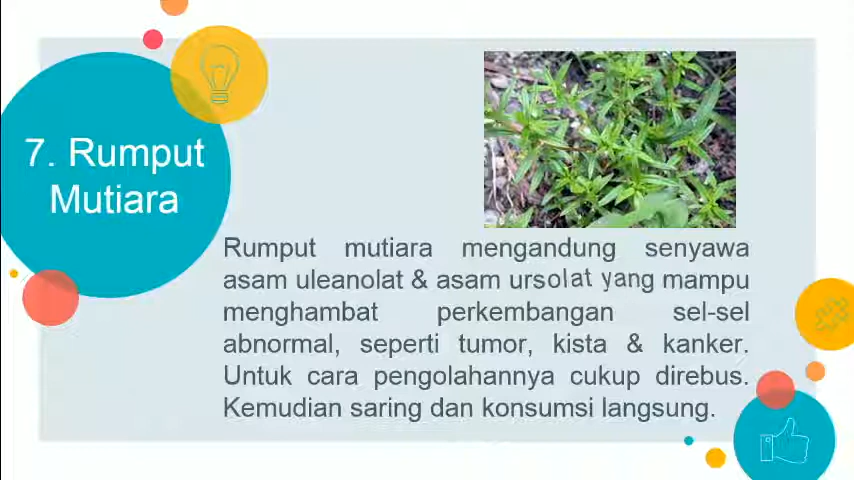 7. Rumput
Mutiara
Rumput mutiara mengandung senyawa
asam uleanolat & asam ursolat yang mampu
menghambat perkembangan sel-sel
abnormal, seperti tumor, kista & kanker.
Untuk cara pengolahannya cukup direbus.
Kemudian saring dan konsumsi langsung.